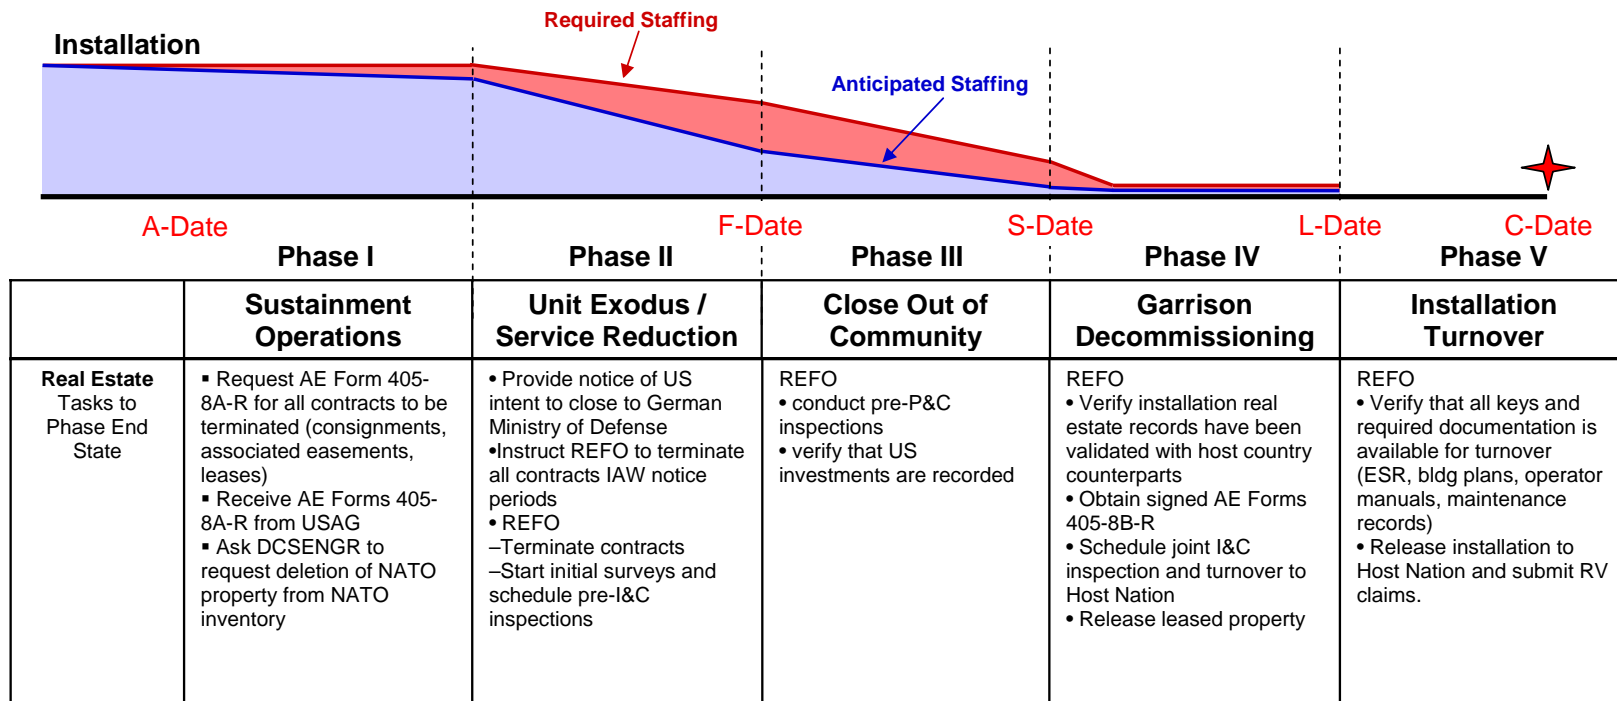 Required Staffing
Installation
Anticipated Staffing
A-Date
F-Date
S-Date
L-Date
C-Date
Phase I
Phase II
Phase III
Phase IV
Phase V
Sustainment
Operations
Unit Exodus /
Service Reduction
Close Out of
Community
Garrison
Decommissioning
Installation
Turnover
Real Estate
Tasks to
Phase End
State
▪ Request AE Form 405-
8A-R for all contracts to be
terminated (consignments,
associated easements,
leases)
▪ Receive AE Forms 405-
8A-R from USAG
▪ Ask DCSENGR to
request deletion of NATO
property from NATO
inventory
• Provide notice of US
intent to close to German
Ministry of Defense
•Instruct REFO to terminate
all contracts IAW notice
periods
• REFO
–Terminate contracts
–Start initial surveys and
schedule pre-I&C
inspections
REFO
• conduct pre-P&C
inspections
• verify that US
investments are recorded
REFO
• Verify installation real
estate records have been
validated with host country
counterparts
• Obtain signed AE Forms
405-8B-R
• Schedule joint I&C
inspection and turnover to
Host Nation
• Release leased property
REFO
• Verify that all keys and
required documentation is
available for turnover
(ESR, bldg plans, operator
manuals, maintenance
records)
• Release installation to
Host Nation and submit RV
claims.